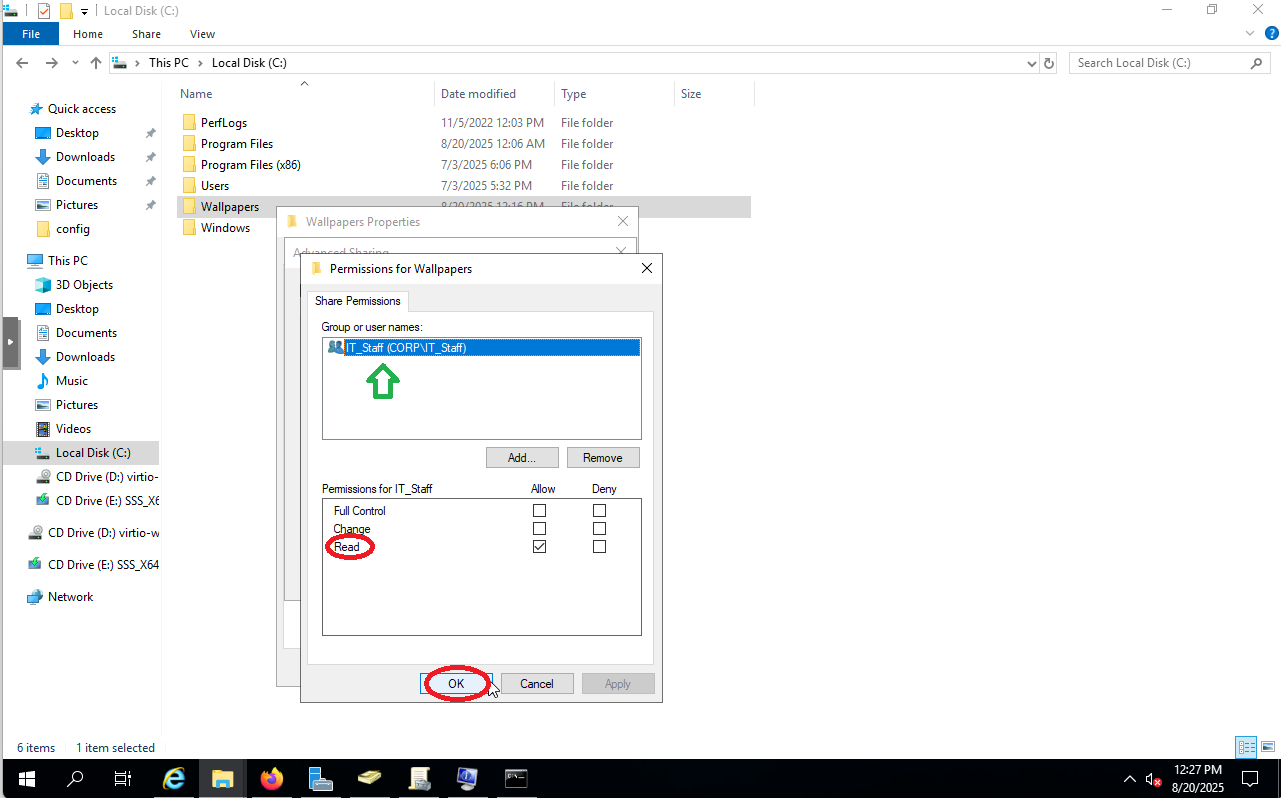 Local Disk (C:)
File Home Share View
This PC Local Disk (C:) Search Local Disk (C:)
Name Date modified Type Size
Quick access
Desktop
Downloads
Documents
Pictures
config
This PC
3D Objects
Desktop
Documents
Downloads
Music
Pictures
Videos
Local Disk (C:)
CD Drive (D:) virtio-
CD Drive (E:) SSS_X6
CD Drive (D:) virtio-w
CD Drive (E:) SSS_X64
Network
PerfLogs 11/5/2022 12:03 PM File folder
Program Files 8/20/2025 12:06 AM File folder
Program Files (x86) 7/3/2025 6:06 PM File folder
Users 7/3/2025 5:32 PM File folder
Wallpapers 8/20/2025 12:16 PM File folder
Windows
Wallpapers Properties
Advanced Sharing
Permissions for Wallpapers
Share Permissions
Group or user names:
IT_Staff (CORP\IT_Staff)
Add... Remove
Permissions for IT_Staff Allow Deny
Full Control
Change
Read
OK Cancel Apply
6 items 1 item selected
12:27 PM
8/20/2025